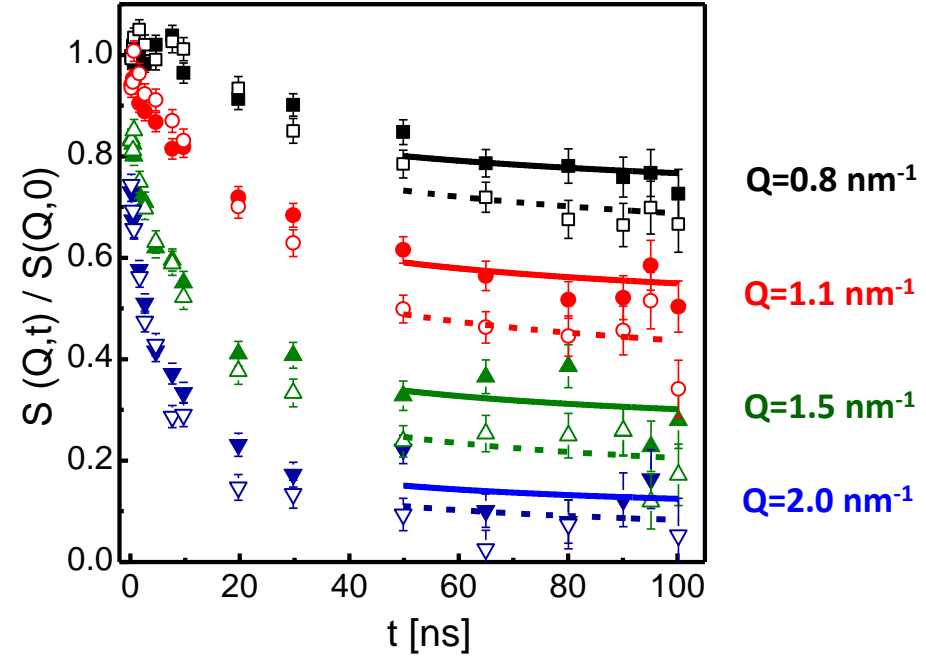 S (Q,t) / S(Q,0)
1.0
0.8
0.6
0.4
0.2
0.0
0 20 40 60 80 100
t [ns]
Q=0.8 nm⁻¹
Q=1.1 nm⁻¹
Q=1.5 nm⁻¹
Q=2.0 nm⁻¹